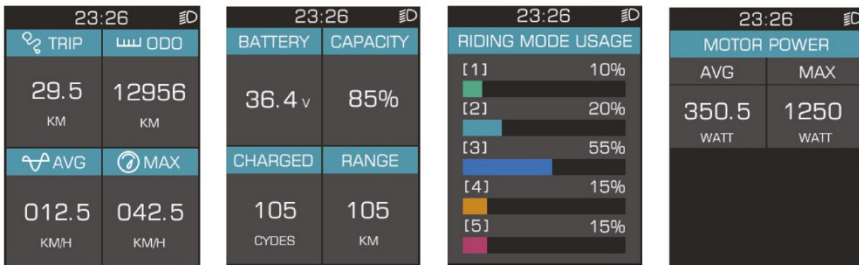 23:26
TRIP ODO
29.5 12956
KM KM
AVG MAX
012.5 042.5
KM/H KM/H
23:26
BATTERY CAPACITY
36.4 V 85%
CHARGED RANGE
105 105
CYDES KM
23:26
RIDING MODE USAGE
[1] 10%
[2] 20%
[3] 55%
[4] 15%
[5] 15%
23:26
MOTOR POWER
AVG MAX
350.5 1250
WATT WATT